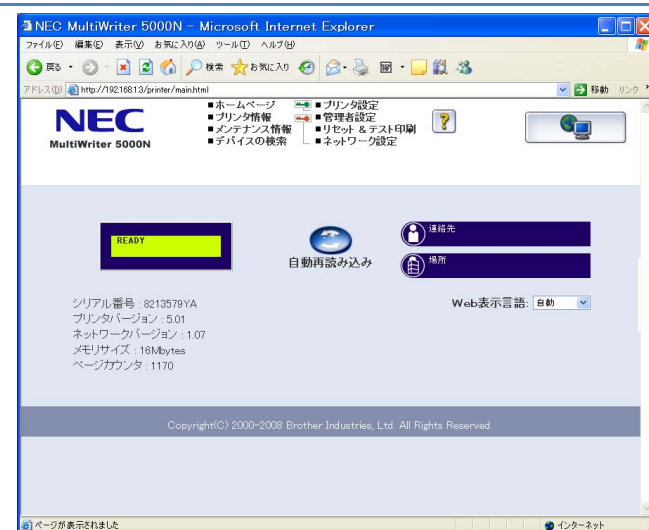 NEC MultiWriter 5000N - Microsoft Internet Explorer
ファイル(F) 編集(E) 表示(V) お気に入り(A) ツール(T) ヘルプ(H)
戻る 検索 お気に入り
アドレス(D) http://192.168.1.3/printer/main.html 移動 リンク »
NEC
MultiWriter 5000N
■ホームページ ■プリンタ設定
■プリンタ情報 ■管理者設定
■メンテナンス情報 ■リセット & テスト印刷
■デバイスの検索 ■ネットワーク設定
READY
自動再読み込み
連絡先
場所
シリアル番号 : 8213579YA
プリンタバージョン : 5.01
ネットワークバージョン : 1.07
メモリサイズ : 16Mbytes
ページカウンタ : 1170
Web表示言語: 自動
Copyright(C) 2000-2008 Brother Industries, Ltd. All Rights Reserved.
ページが表示されました インターネット